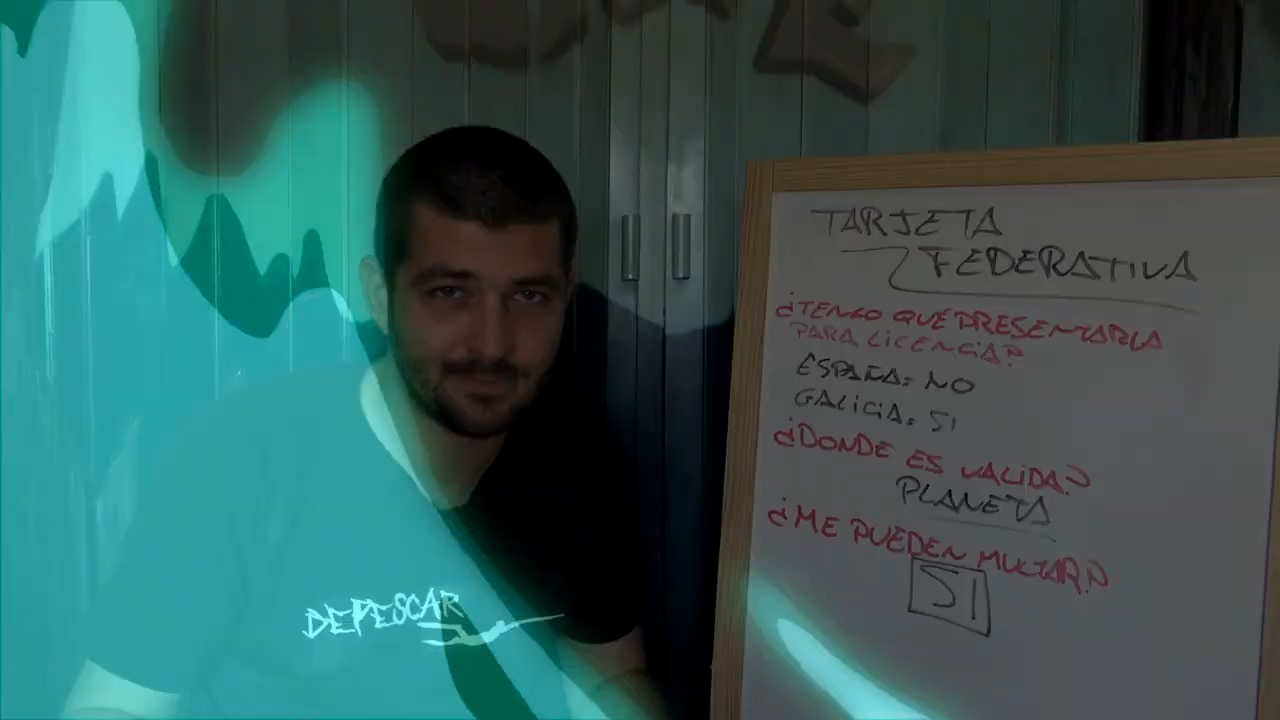 TARJETA
FEDERATIVA
¿TENGO QUE PRESENTARLA
PARA LICENCIA?
ESPAÑA: NO
GALICIA: SI
¿DONDE ES VALIDA?
PLANETA
¿ME PUEDEN MULTAR?
SI
DEPESCAR